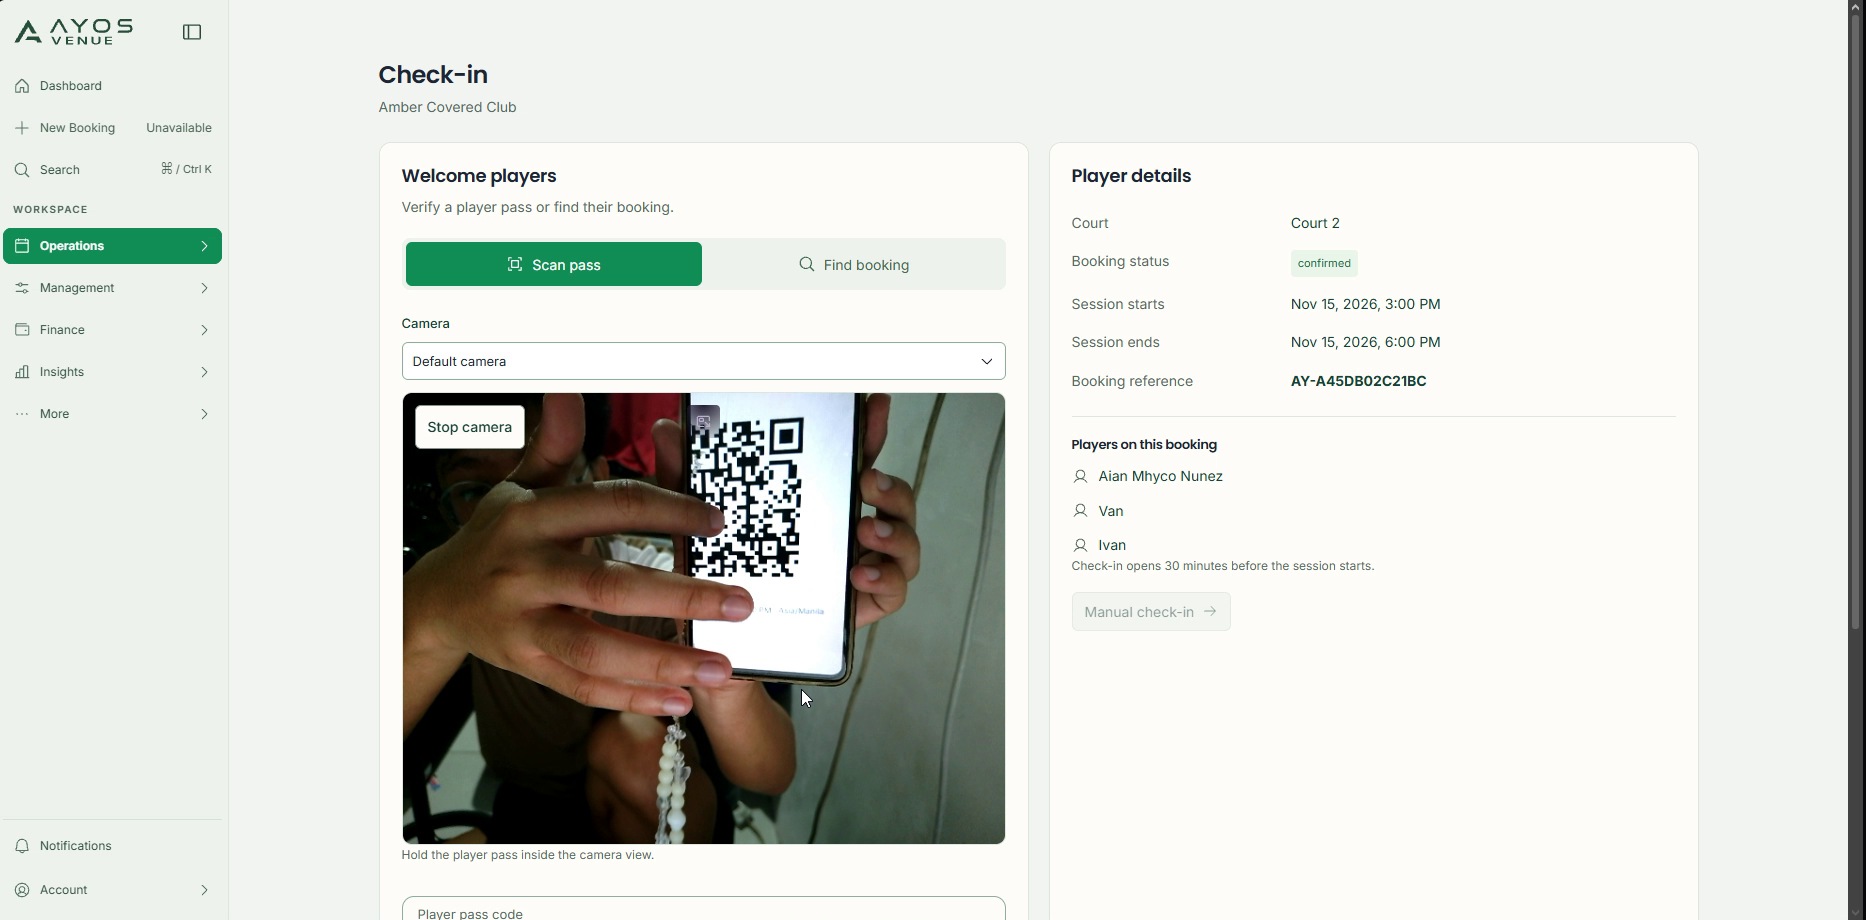 AYOS
VENUE
Dashboard
New Booking Unavailable
Search ⌘ / Ctrl K
WORKSPACE
Operations
Management
Finance
Insights
More
Notifications
Account
Check-in
Amber Covered Club
Welcome players
Verify a player pass or find their booking.
Scan pass Find booking
Camera
Default camera
Stop camera
PM Asia/Manila
Hold the player pass inside the camera view.
Player pass code
Player details
Court Court 2
Booking status confirmed
Session starts Nov 15, 2026, 3:00 PM
Session ends Nov 15, 2026, 6:00 PM
Booking reference AY-A45DB02C21BC
Players on this booking
Aian Mhyco Nunez
Van
Ivan
Check-in opens 30 minutes before the session starts.
Manual check-in →